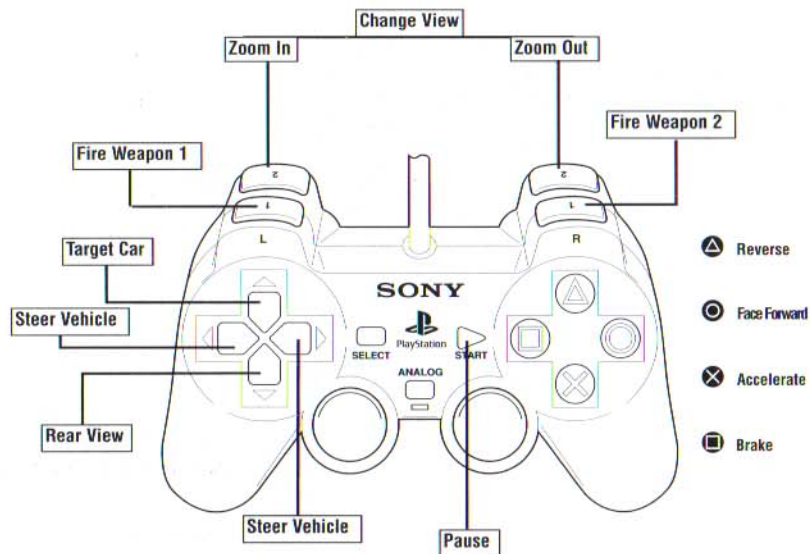 Change View
Zoom In
Zoom Out
Fire Weapon 1
Fire Weapon 2
2
2
1
1
L
R
Target Car
Reverse
SONY
Steer Vehicle
Face Forward
PlayStation
SELECT
START
ANALOG
Accelerate
Rear View
Brake
Steer Vehicle
Pause